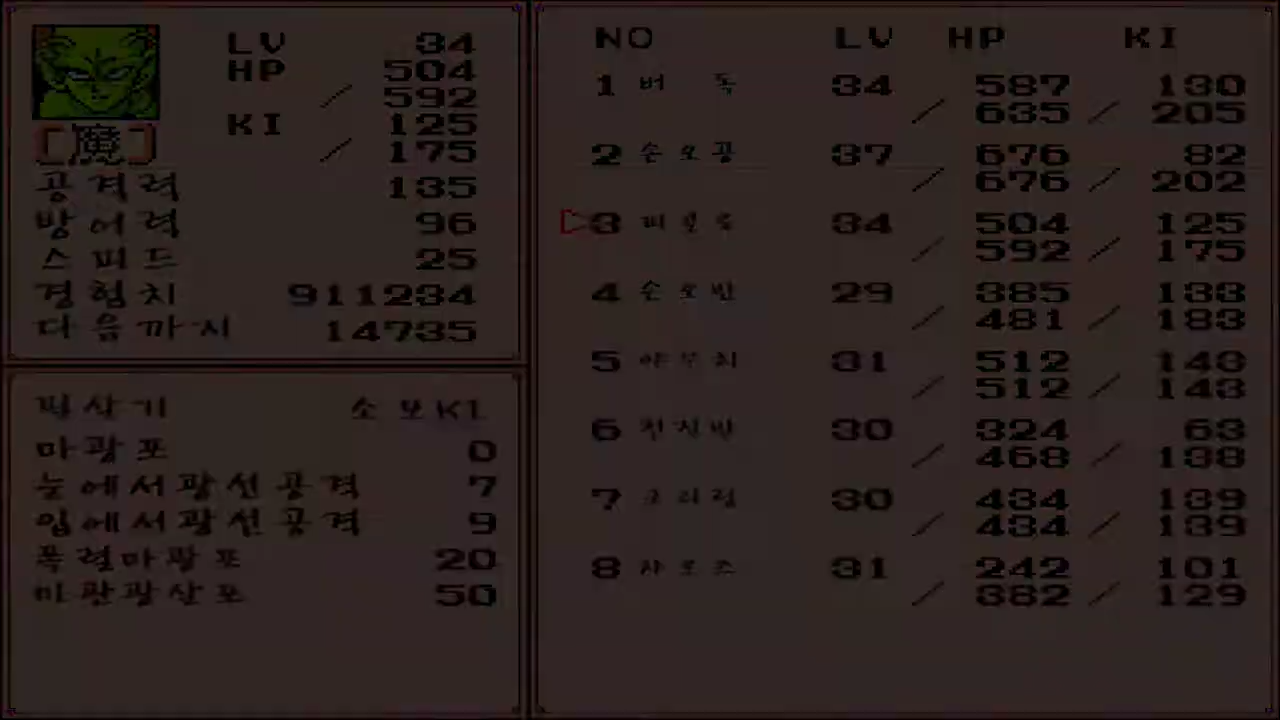 LV 34
HP 504
／ 592
KI 125
／ 175
[魔]
공격력 135
방어력 96
스피드 25
경험치 911234
다음까시 14735
필살기 소모KI
마광포 0
눈에서광선공격 7
입에서광선공격 9
폭력마광포 20
마관광살포 50
NO LV HP KI
1 버독 34 587 130
／ 635 ／ 205
2 손오공 37 676 82
／ 676 ／ 202
3 피콜로 34 504 125
／ 592 ／ 175
4 손오반 29 385 133
／ 481 ／ 183
5 야무치 31 512 143
／ 512 ／ 143
6 천진반 30 324 63
／ 468 ／ 138
7 크리링 30 434 139
／ 434 ／ 139
8 챠오즈 31 242 101
／ 382 ／ 129